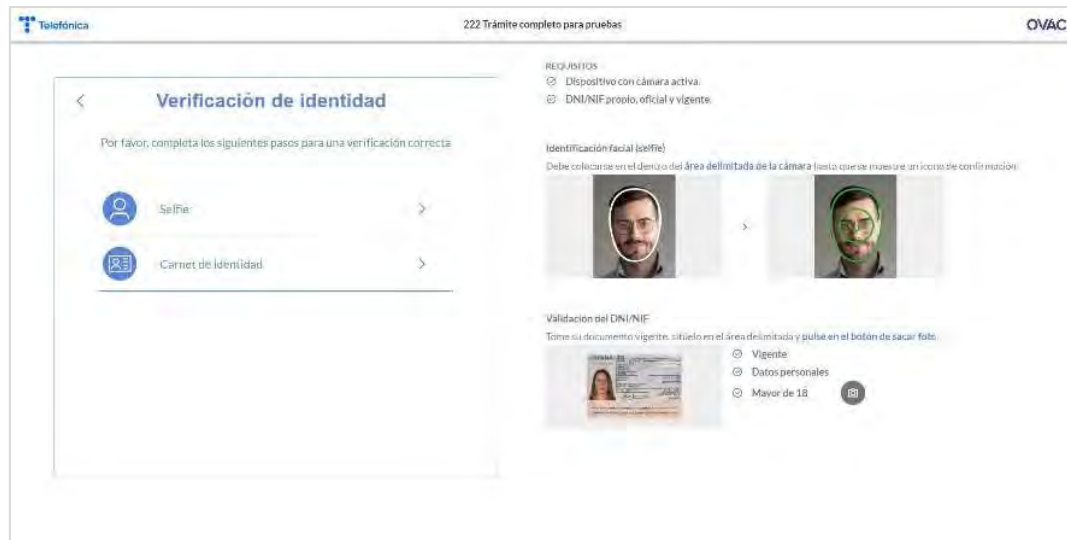 Telefónica
222 Trámite completo para pruebas
OVAC
Verificación de identidad
Por favor, completa los siguientes pasos para una verificación correcta
Selfie
Carnet de identidad
REQUISITOS
Dispositivo con cámara activa.
DNI/NIF propio, oficial y vigente.
Identificación facial (selfie)
Debe colocarse en el dentro del área delimitada de la cámara hasta que se muestre un icono de confirmación
Validación del DNI/NIF
Tome su documento vigente, sitúelo en el área delimitada y pulse en el botón de sacar foto
Vigente
Datos personales
Mayor de 18